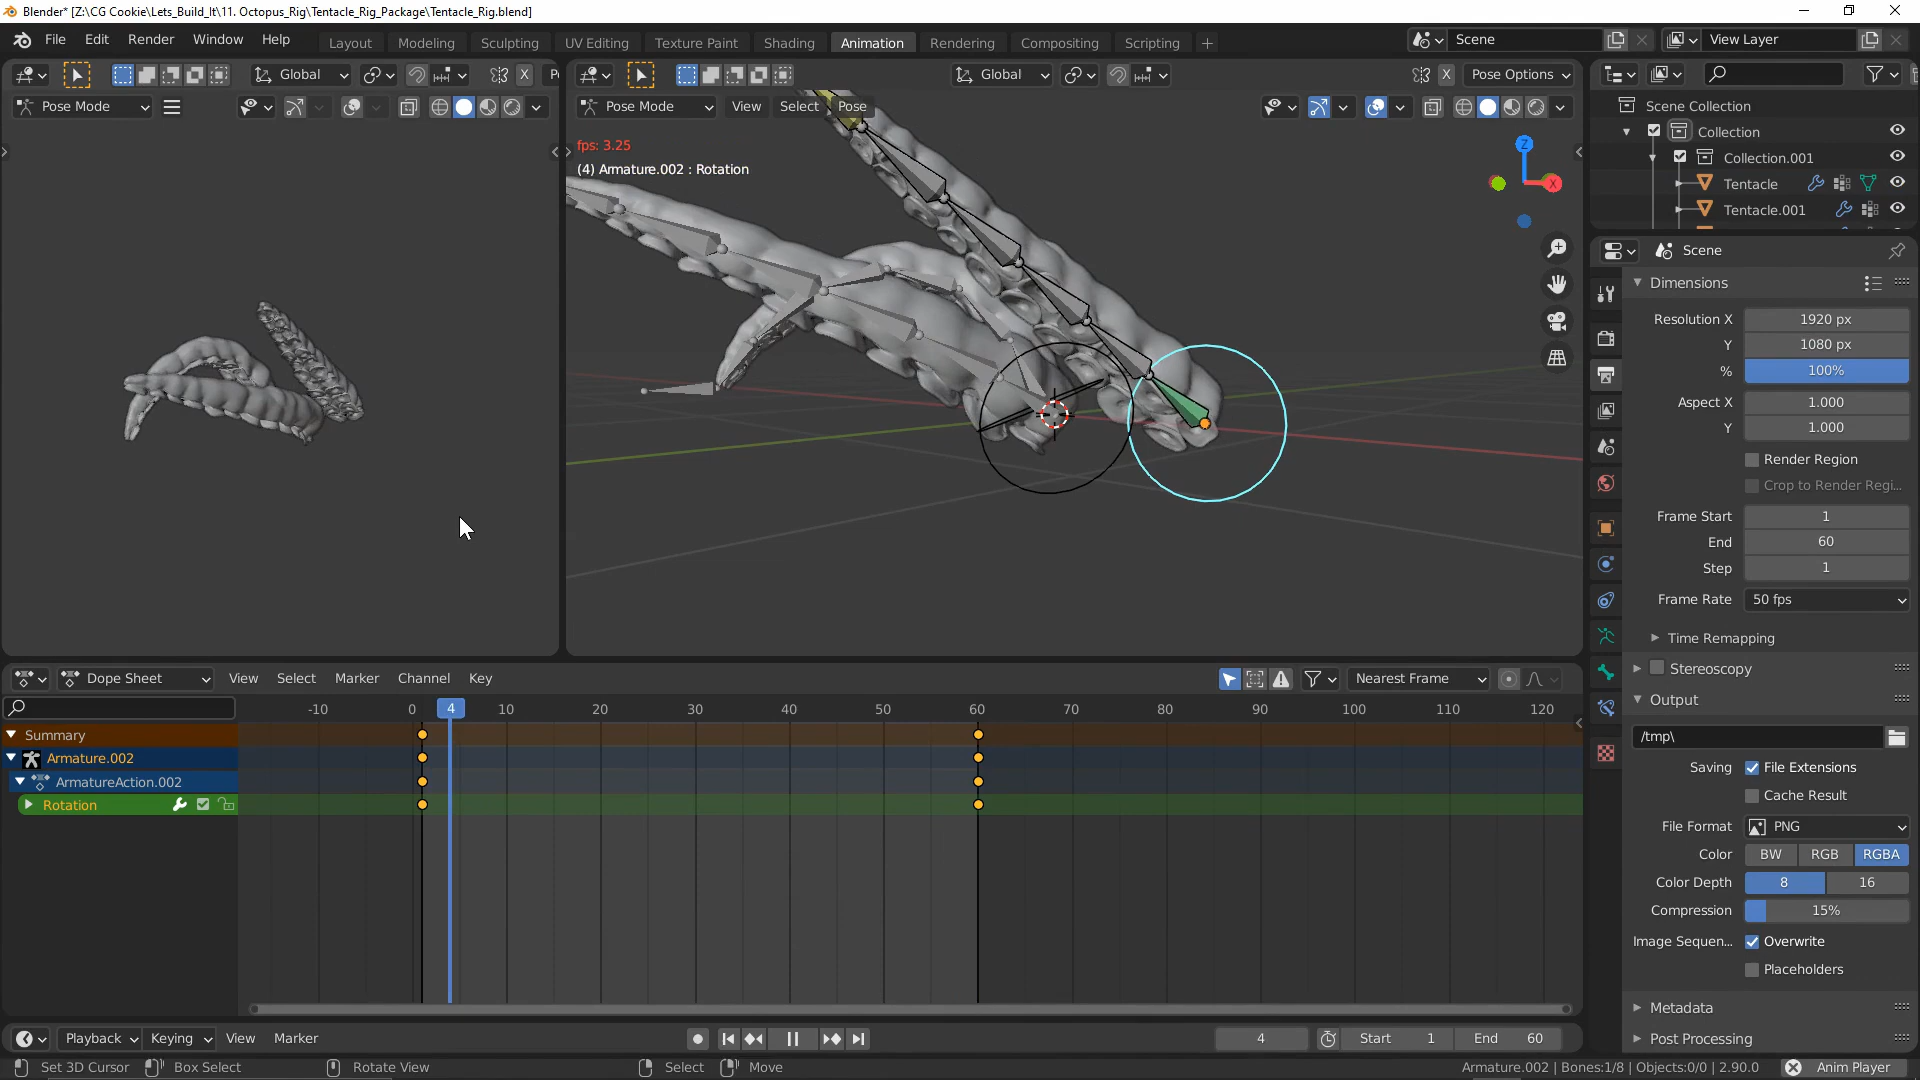 Blender* [Z:\CG Cookie\Lets_Build_It\11. Octopus_Rig\Tentacle_Rig_Package\Tentacle_Rig.blend]
File Edit Render Window Help Layout Modeling Sculpting UV Editing Texture Paint Shading Animation Rendering Compositing Scripting + Scene View Layer
Global X Global X Pose Options
Pose Mode Pose Mode View Select Pose
Scene Collection
Collection
Collection.001
Tentacle
Tentacle.001
fps: 3.25
(4) Armature.002 : Rotation
Z
X
Scene
Dimensions
Resolution X 1920 px
Y 1080 px
% 100%
Aspect X 1.000
Y 1.000
Render Region
Crop to Render Regi...
Frame Start 1
End 60
Step 1
Frame Rate 50 fps
Time Remapping
Stereoscopy
Output
/tmp\
Saving File Extensions
Cache Result
File Format PNG
Color BW RGB RGBA
Color Depth 8 16
Compression 15%
Image Sequen... Overwrite
Placeholders
Metadata
Post Processing
Dope Sheet View Select Marker Channel Key Nearest Frame
-10 0 4 10 20 30 40 50 60 70 80 90 100 110 120
Summary
Armature.002
ArmatureAction.002
Rotation
Playback Keying View Marker 4 Start 1 End 60
Set 3D Cursor Box Select Rotate View Select Move Armature.002 | Bones:1/8 | Objects:0/0 | 2.90.0 Anim Player